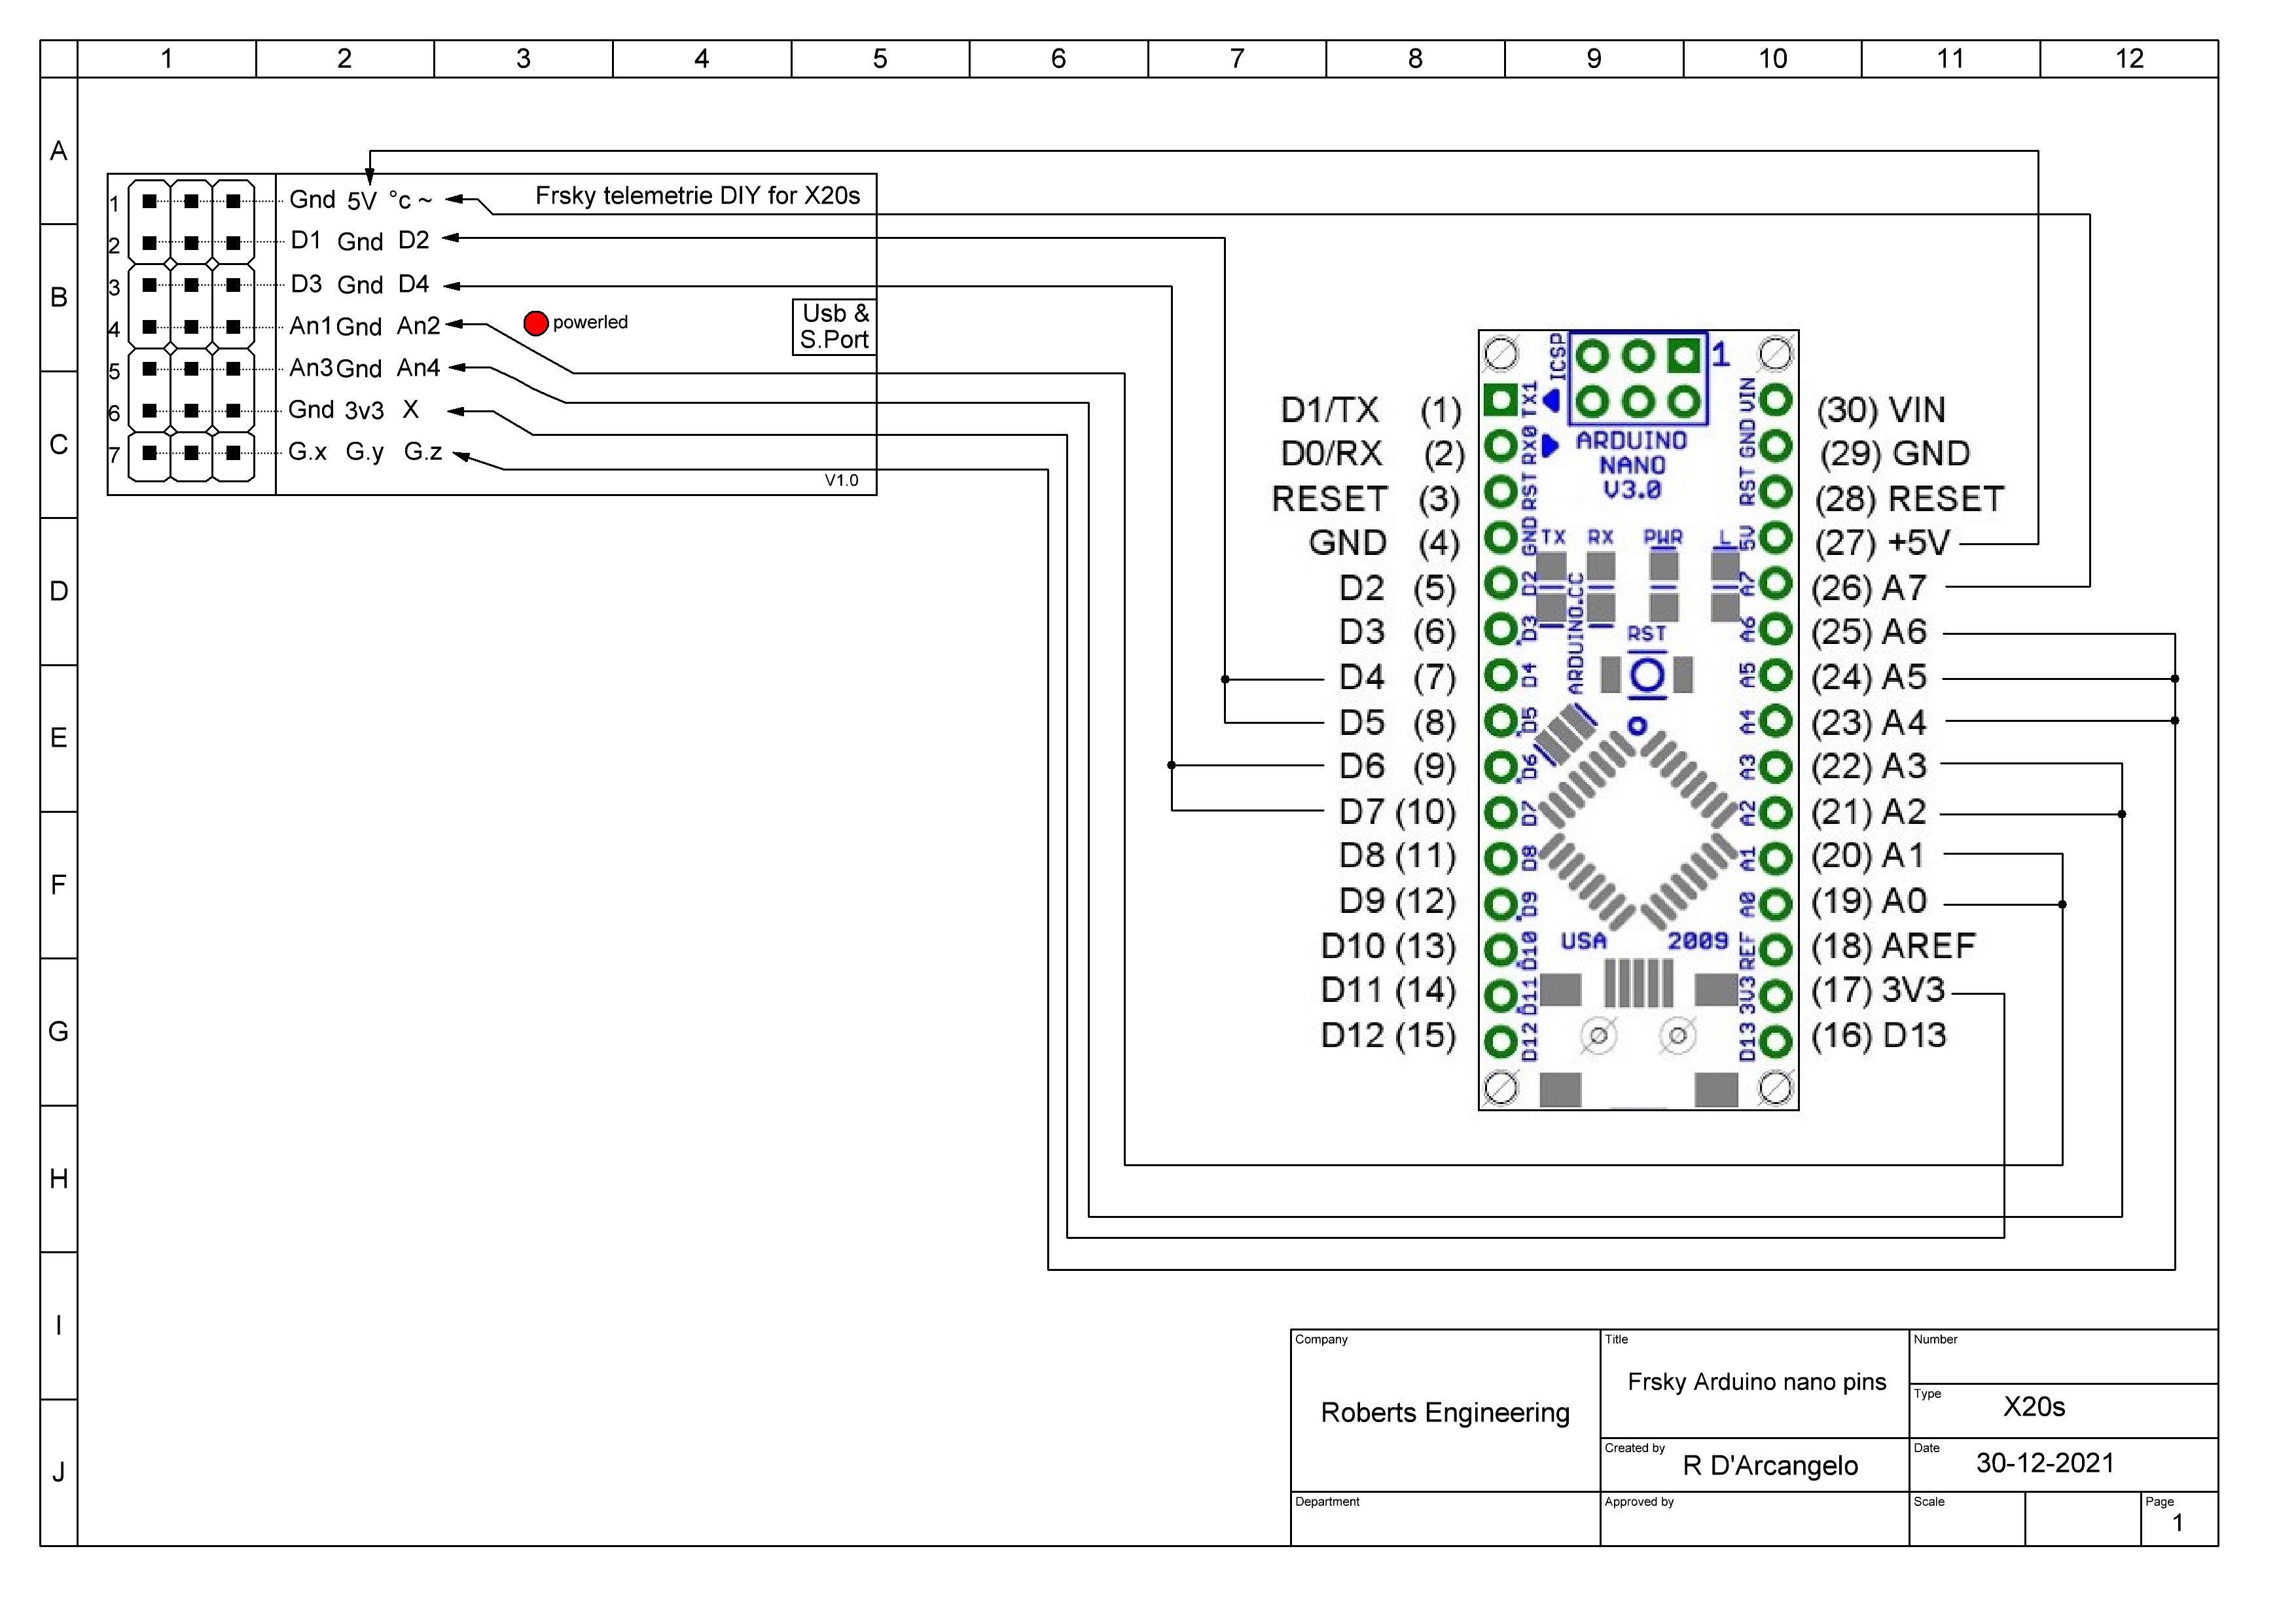 1 2 3 4 5 6 7 8 9 10 11 12
A
B
C
D
E
F
G
H
I
J
Frsky telemetrie DIY for X20s
1 Gnd 5V °c ~
2 D1 Gnd D2
3 D3 Gnd D4
4 An1 Gnd An2
5 An3 Gnd An4
6 Gnd 3v3 X
7 G.x G.y G.z
powerled
Usb &
S.Port
V1.0
D1/TX (1)
D0/RX (2)
RESET (3)
GND (4)
D2 (5)
D3 (6)
D4 (7)
D5 (8)
D6 (9)
D7 (10)
D8 (11)
D9 (12)
D10 (13)
D11 (14)
D12 (15)
ICSP
1
TX1
RX0
RST
GND
D2
D3
D4
D5
D6
D7
D8
D9
D10
D11
D12
ARDUINO
NANO
V3.0
TX RX PWR L
ARDUINO.CC
RST
USA 2009
VIN
GND
RST
5V
A7
A6
A5
A4
A3
A2
A1
A0
REF
3V3
D13
(30) VIN
(29) GND
(28) RESET
(27) +5V
(26) A7
(25) A6
(24) A5
(23) A4
(22) A3
(21) A2
(20) A1
(19) A0
(18) AREF
(17) 3V3
(16) D13
Company
Roberts Engineering
Title
Frsky Arduino nano pins
Number
Type
X20s
Created by
R D'Arcangelo
Date
30-12-2021
Department
Approved by
Scale
Page
1